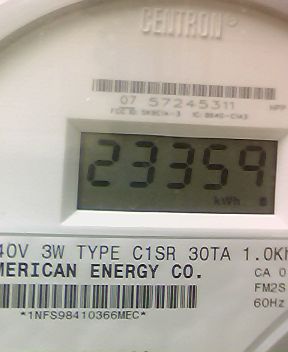 CENTRON®
07 57245311
23359
kWh
40V 3W TYPE C1SR 30TA 1.0Kh
MERICAN ENERGY CO.
CA 0
FM2S
60Hz
*1NFS98410366MEC*